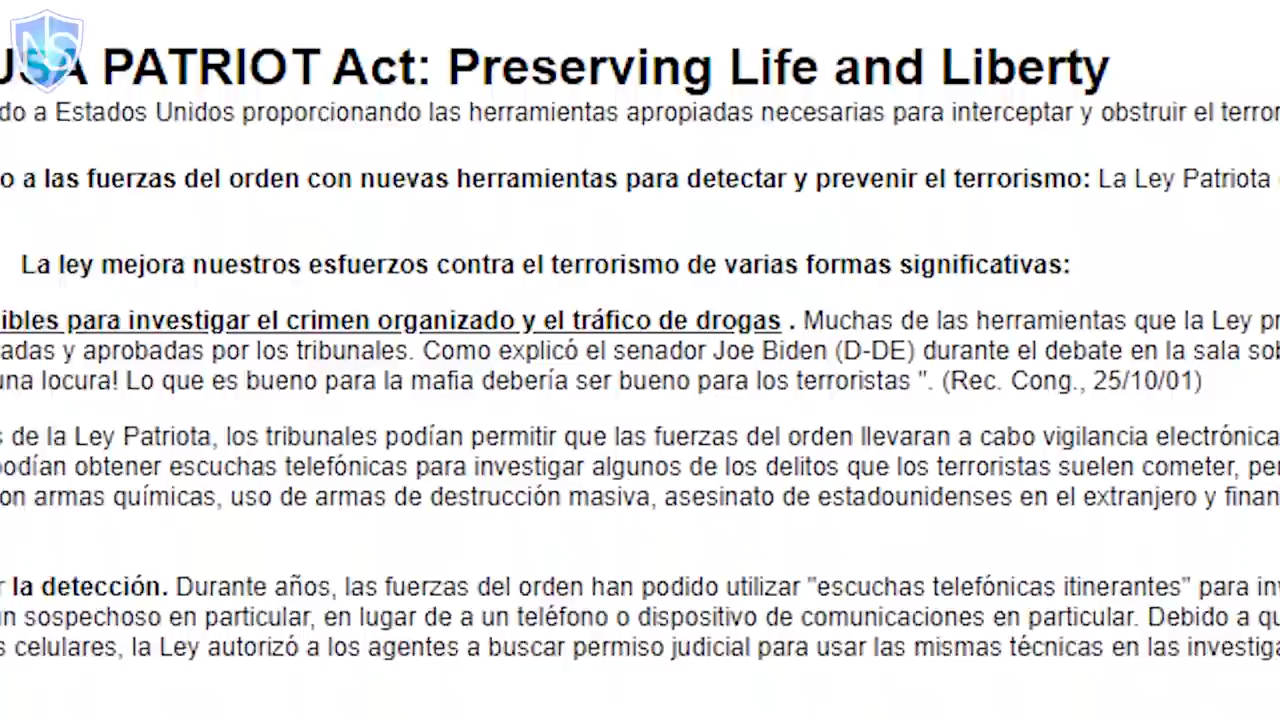 NS
USA PATRIOT Act: Preserving Life and Liberty
do a Estados Unidos proporcionando las herramientas apropiadas necesarias para interceptar y obstruir el terror
o a las fuerzas del orden con nuevas herramientas para detectar y prevenir el terrorismo: La Ley Patriota
La ley mejora nuestros esfuerzos contra el terrorismo de varias formas significativas:
ibles para investigar el crimen organizado y el tráfico de drogas . Muchas de las herramientas que la Ley pr
adas y aprobadas por los tribunales. Como explicó el senador Joe Biden (D-DE) durante el debate en la sala sob
una locura! Lo que es bueno para la mafia debería ser bueno para los terroristas ". (Rec. Cong., 25/10/01)
s de la Ley Patriota, los tribunales podían permitir que las fuerzas del orden llevaran a cabo vigilancia electrónica
podían obtener escuchas telefónicas para investigar algunos de los delitos que los terroristas suelen cometer, per
on armas químicas, uso de armas de destrucción masiva, asesinato de estadounidenses en el extranjero y finan
r la detección. Durante años, las fuerzas del orden han podido utilizar "escuchas telefónicas itinerantes" para inv
un sospechoso en particular, en lugar de a un teléfono o dispositivo de comunicaciones en particular. Debido a qu
s celulares, la Ley autorizó a los agentes a buscar permiso judicial para usar las mismas técnicas en las investiga